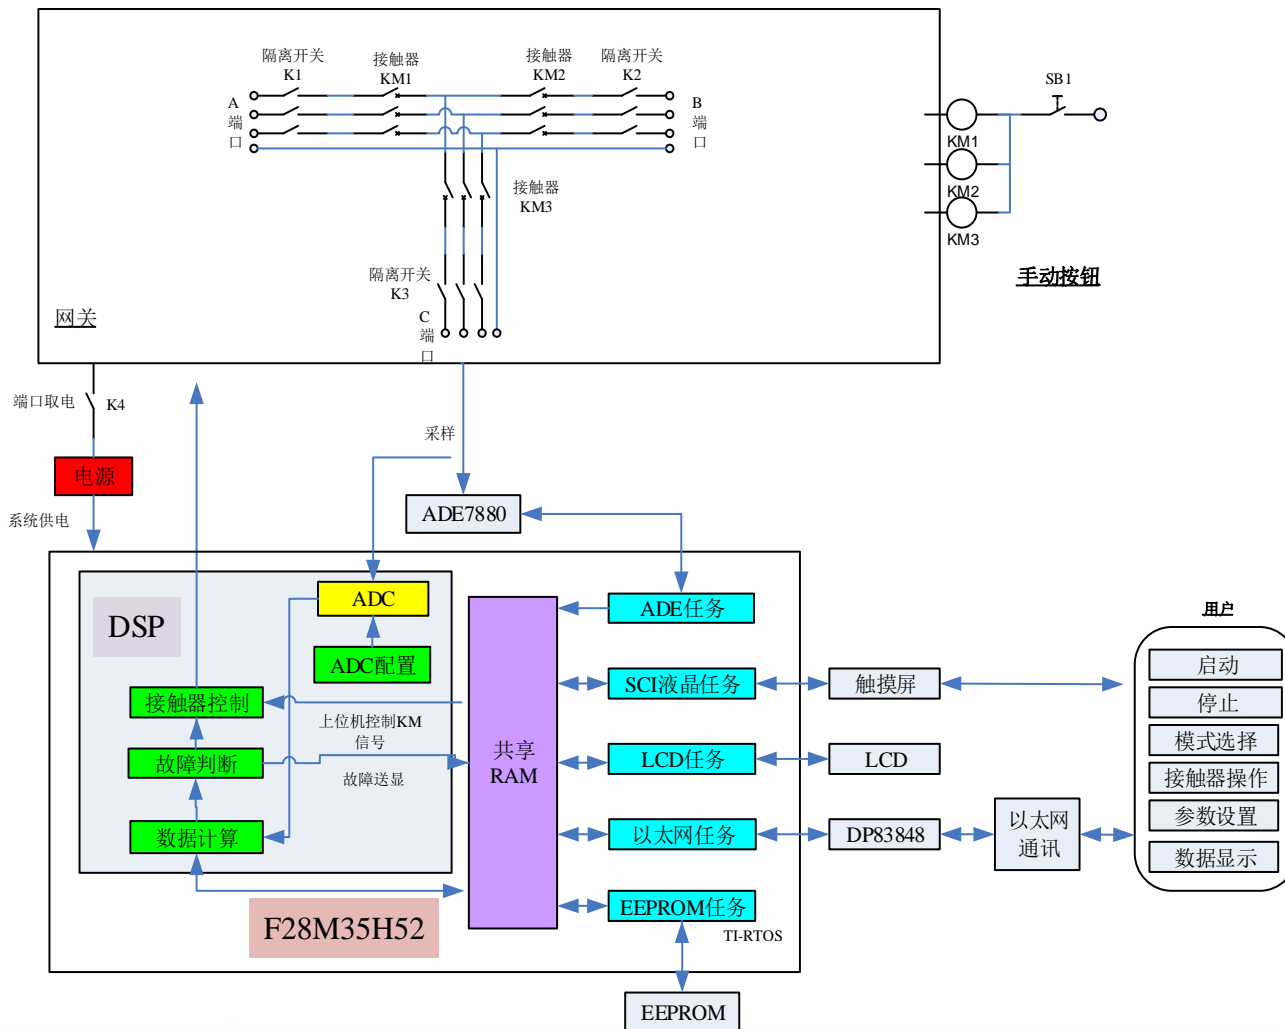 隔离开关
K1
接触器
KM1
接触器
KM2
隔离开关
K2
A
端
口
B
端
口
接触器
KM3
隔离开关
K3
C
端
口
网关
SB1
KM1
KM2
KM3
手动按钮
端口取电
K4
电源
系统供电
采样
ADE7880
DSP
ADC
ADC配置
接触器控制
上位机控制KM
信号
故障判断
故障送显
数据计算
F28M35H52
共享
RAM
ADE任务
SCI液晶任务
LCD任务
以太网任务
EEPROM任务
TI-RTOS
EEPROM
触摸屏
LCD
DP83848
以太网
通讯
用户
启动
停止
模式选择
接触器操作
参数设置
数据显示